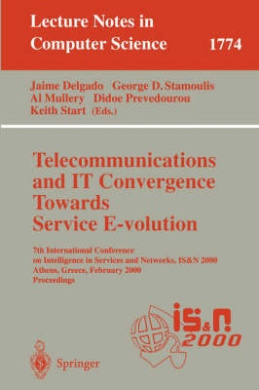 Lecture Notes in
Computer Science 1774
Jaime Delgado George D. Stamoulis
Al Mullery Didoe Prevedourou
Keith Start (Eds.)
Telecommunications
and IT Convergence
Towards
Service E-volution
7th International Conference
on Intelligence in Services and Networks, IS&N 2000
Athens, Greece, February 2000
Proceedings
IS&N
2000
Springer